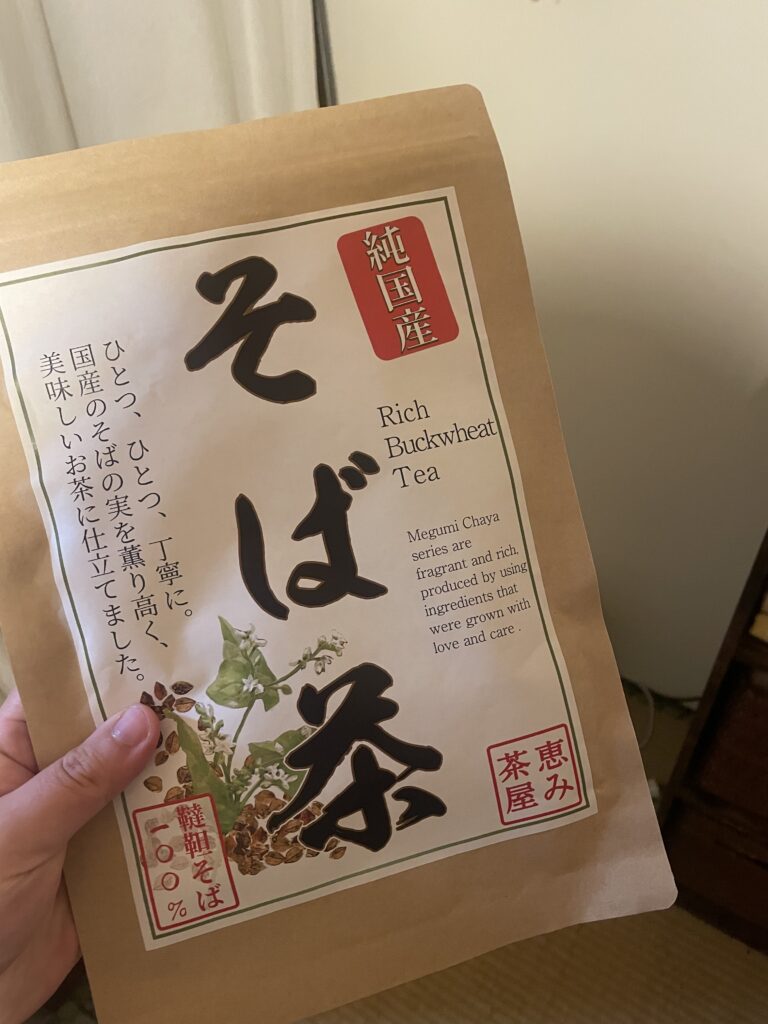 純国産
そば茶
Rich
Buckwheat
Tea
Megumi Chaya
series are
fragrant and rich,
produced by using
ingredients that
were grown with
love and care .
ひとつ、ひとつ、丁寧に。
国産のそばの実を薫り高く、
美味しいお茶に仕立てました。
恵み
茶屋
韃靼そば
一〇〇%